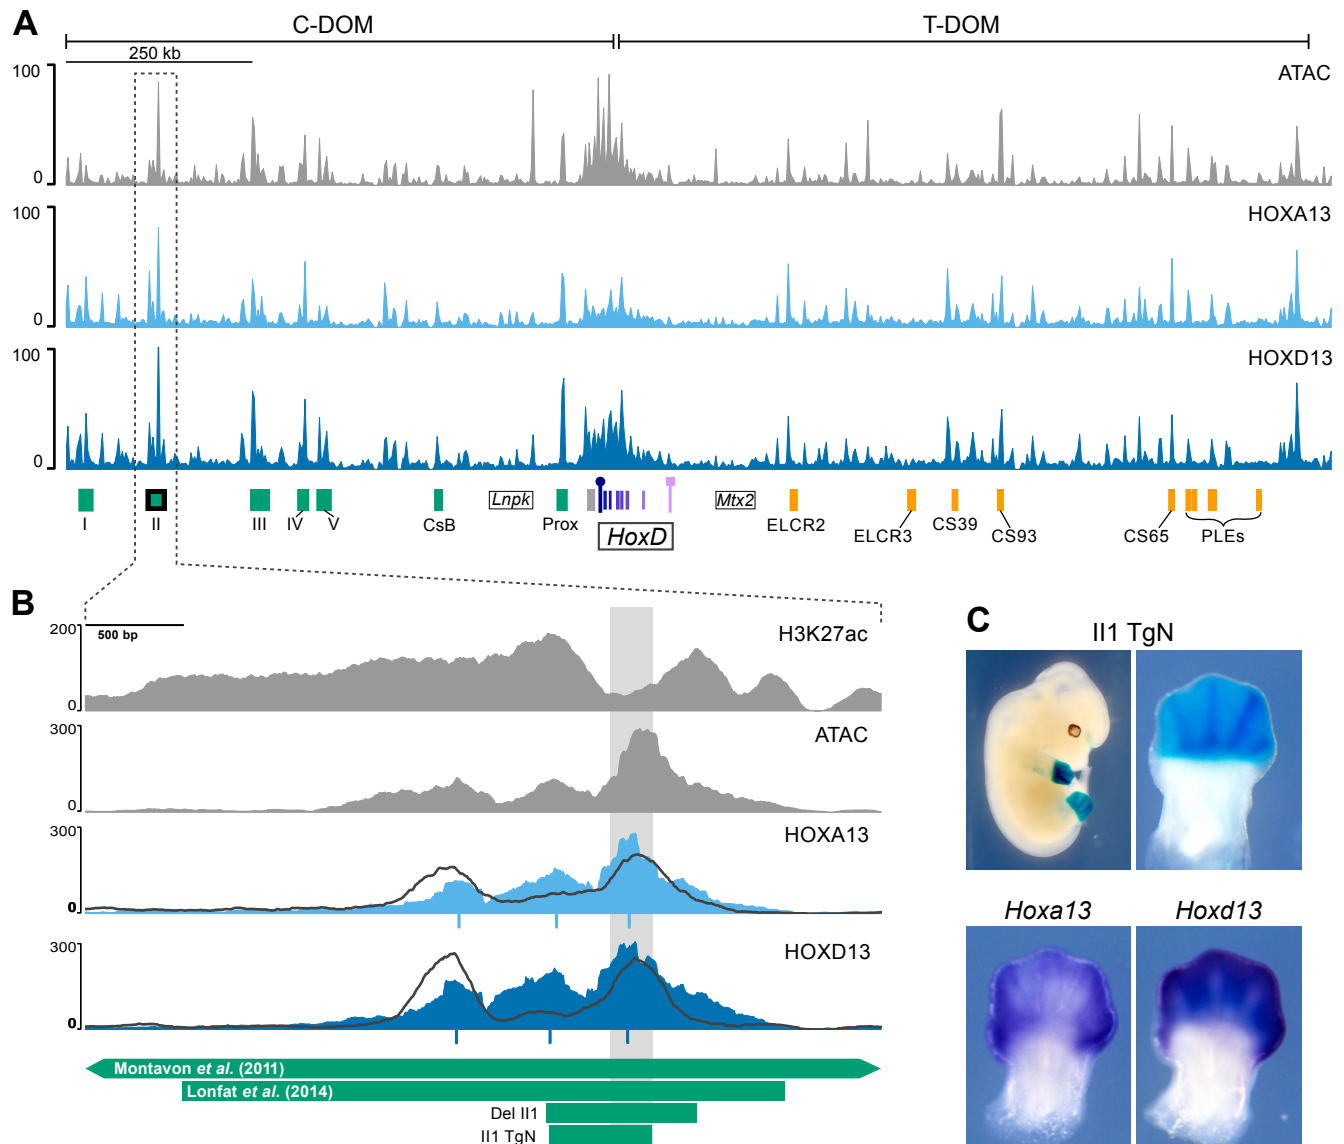 A
C-DOM
T-DOM
250 kb
100
0
ATAC
100
0
HOXA13
100
0
HOXD13
I
II
III
IV
V
CsB
Lnpk
Prox
HoxD
Mtx2
ELCR2
ELCR3
CS39
CS93
CS65
PLEs
B
500 bp
200
0
H3K27ac
300
0
ATAC
300
0
HOXA13
300
0
HOXD13
Montavon et al. (2011)
Lonfat et al. (2014)
Del II1
II1 TgN
C
II1 TgN
Hoxa13
Hoxd13